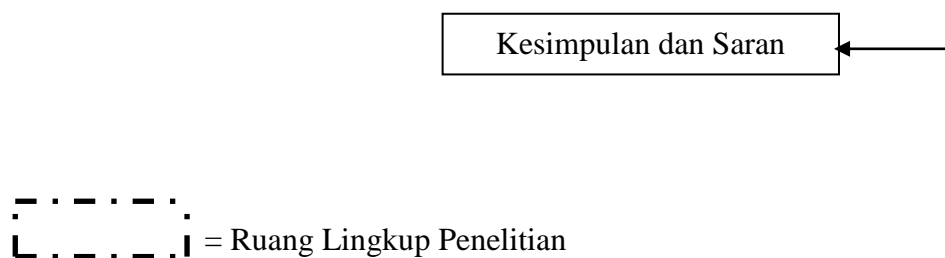 Kesimpulan dan Saran
= Ruang Lingkup Penelitian